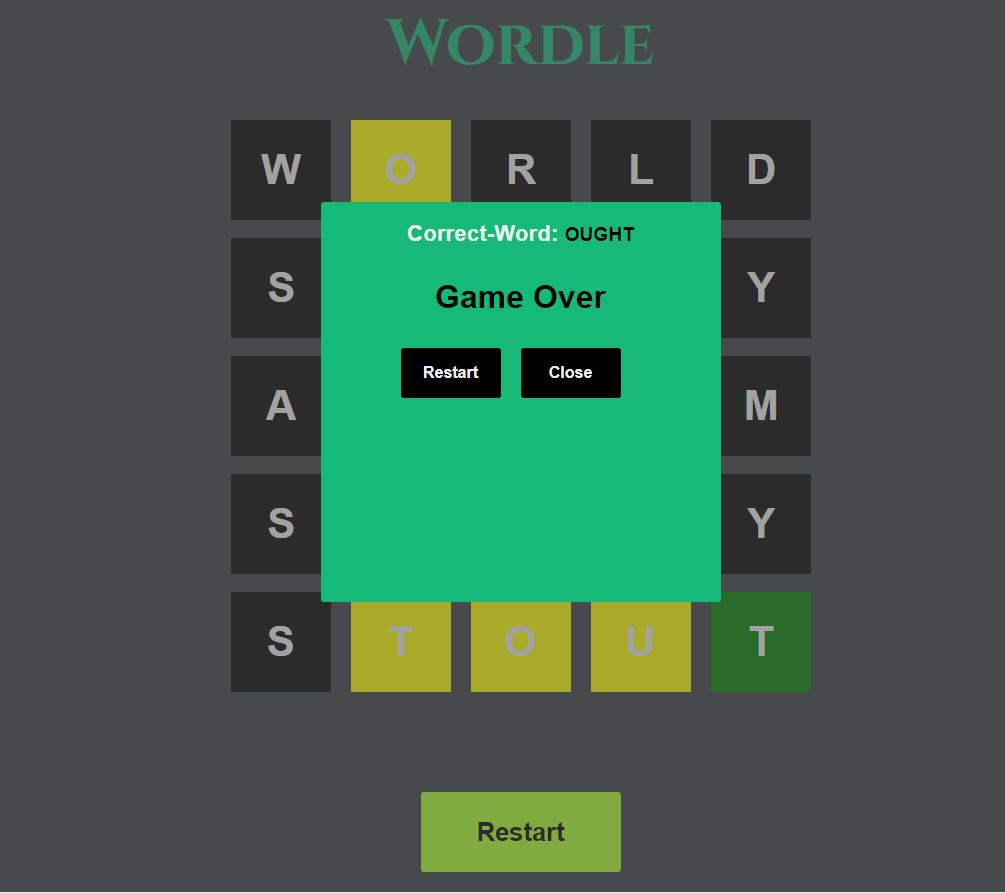 WORDLE
W O R L D
Correct-Word: OUGHT
S Y
Game Over
Restart Close
A M
S Y
S T O U T
Restart